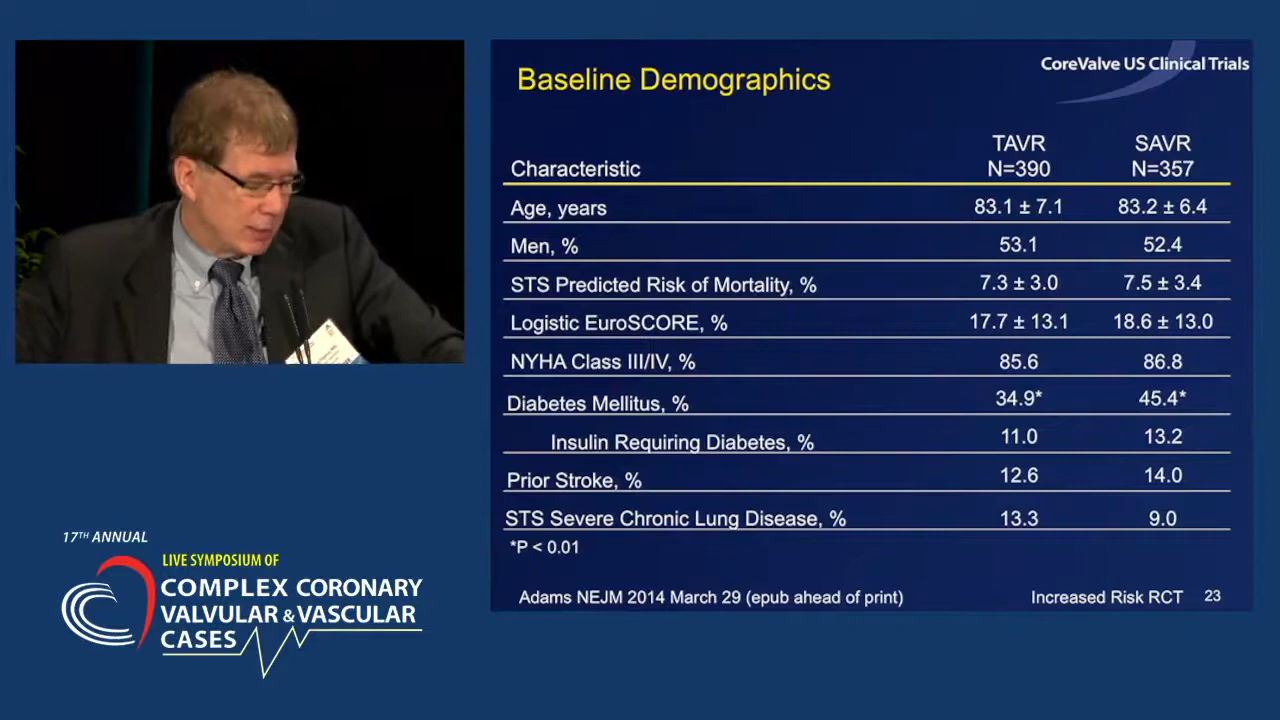 CoreValve US Clinical Trials
Baseline Demographics
Characteristic TAVR N=390 SAVR N=357
Age, years 83.1 ± 7.1 83.2 ± 6.4
Men, % 53.1 52.4
STS Predicted Risk of Mortality, % 7.3 ± 3.0 7.5 ± 3.4
Logistic EuroSCORE, % 17.7 ± 13.1 18.6 ± 13.0
NYHA Class III/IV, % 85.6 86.8
Diabetes Mellitus, % 34.9* 45.4*
Insulin Requiring Diabetes, % 11.0 13.2
Prior Stroke, % 12.6 14.0
STS Severe Chronic Lung Disease, % 13.3 9.0
*P < 0.01
Adams NEJM 2014 March 29 (epub ahead of print) Increased Risk RCT 23
17TH ANNUAL
LIVE SYMPOSIUM OF
COMPLEX CORONARY
VALVULAR & VASCULAR
CASES